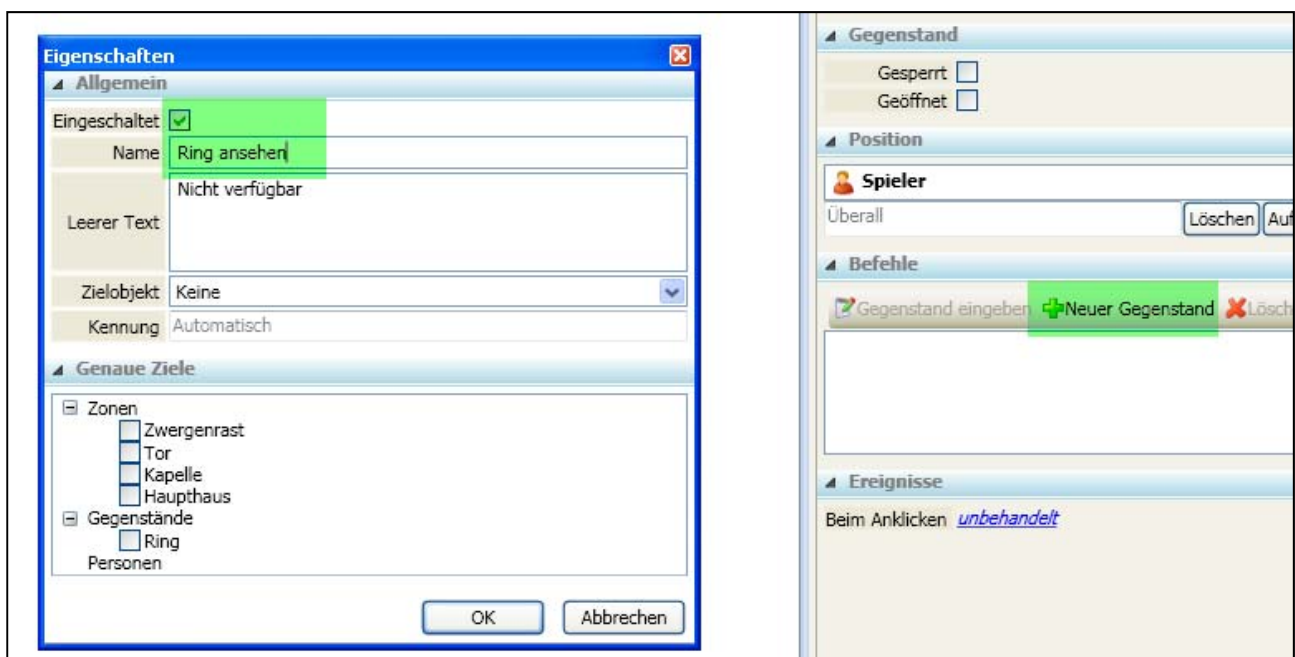 Eigenschaften
Allgemein
Eingeschaltet
Name Ring ansehen
Leerer Text Nicht verfügbar
Zielobjekt Keine
Kennung Automatisch
Genaue Ziele
Zonen
Zwergenrast
Tor
Kapelle
Haupthaus
Gegenstände
Ring
Personen
OK Abbrechen
Gegenstand
Gesperrt
Geöffnet
Position
Spieler
Überall Löschen Auf
Befehle
Gegenstand eingeben Neuer Gegenstand Lösch
Ereignisse
Beim Anklicken unbehandelt